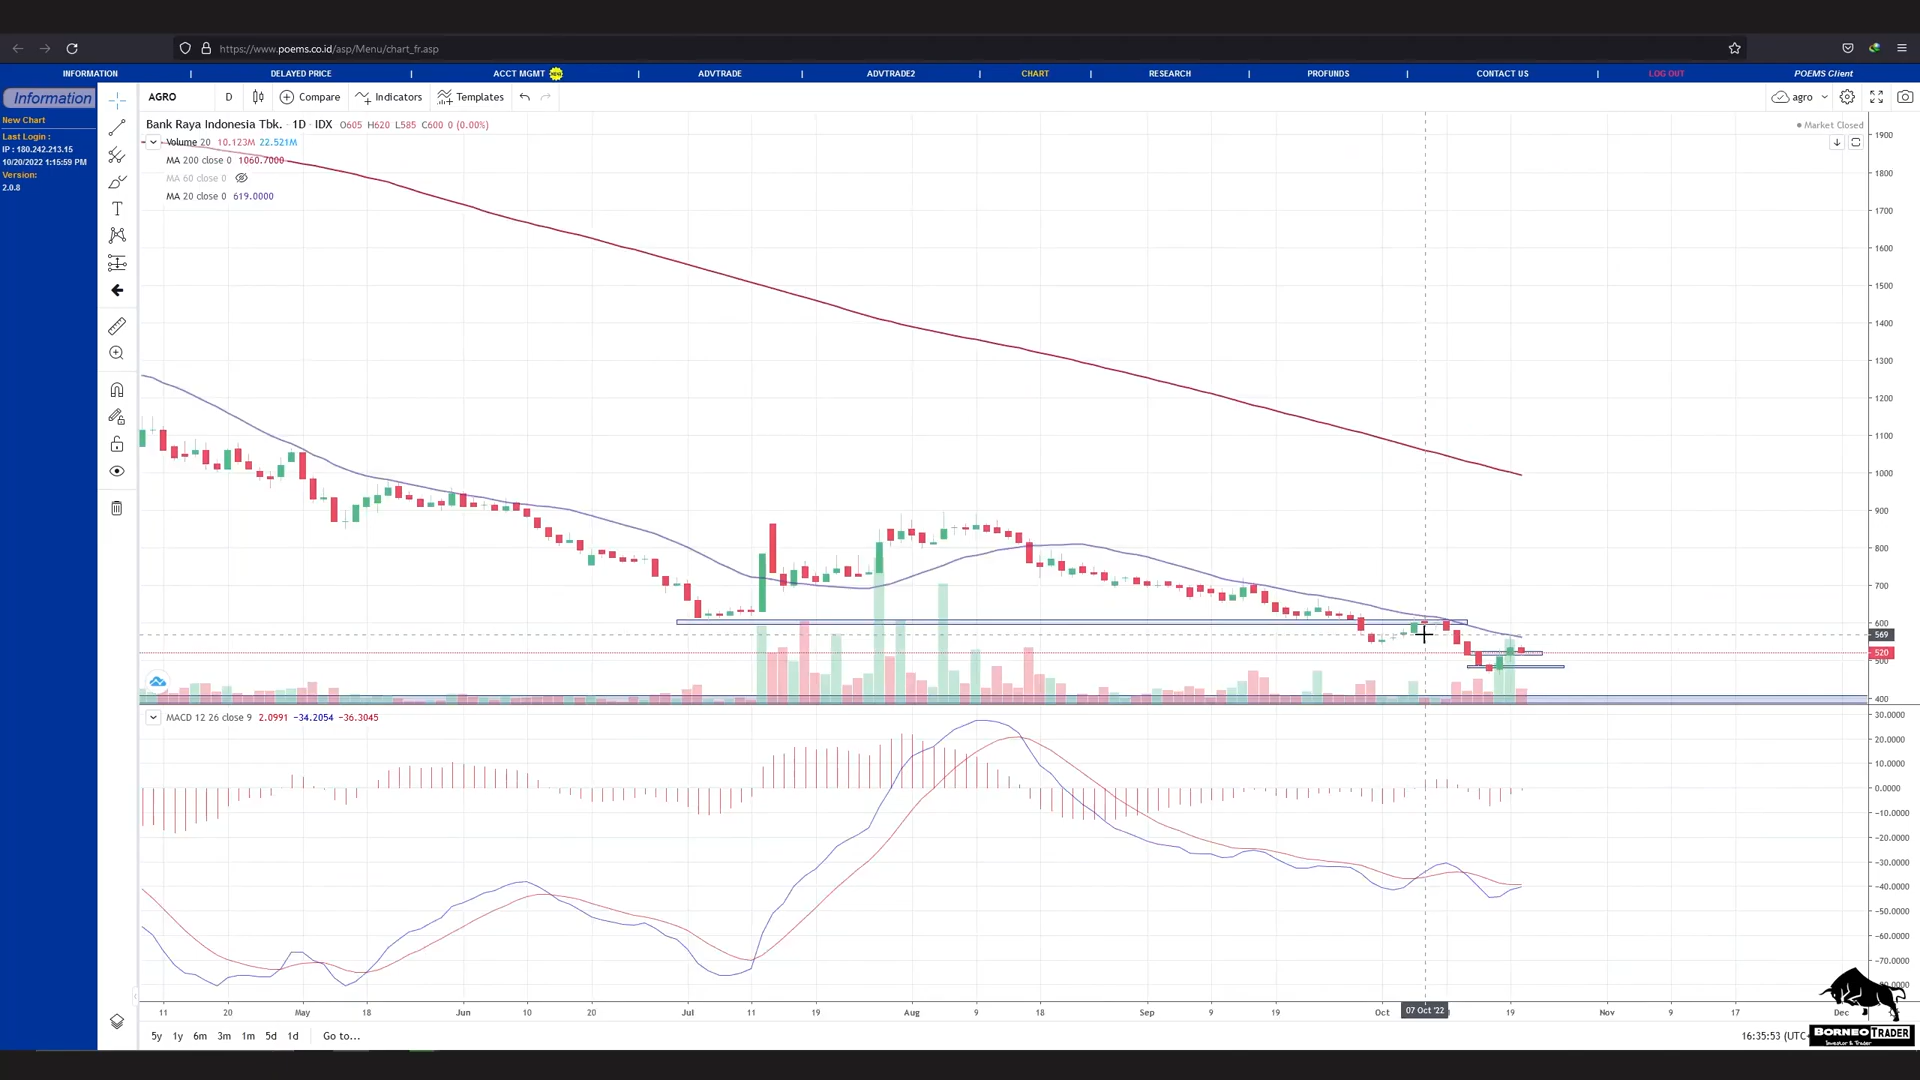 https://www.poems.co.id/asp/Menu/chart_fr.asp
INFORMATION | DELAYED PRICE | ACCT MGMT | ADVTRADE | ADVTRADE2 | CHART | RESEARCH | PROFUNDS | CONTACT US | LOG OUT POEMS Client
Information
New Chart
Last Login :
IP : 180.242.213.15
10/20/2022 1:15:59 PM
Version:
2.0.8
AGRO D Compare Indicators Templates agro
Bank Raya Indonesia Tbk. · 1D · IDX O605 H620 L585 C600 0 (0.00%)
Market Closed
Volume 20 10.123M 22.521M
MA 200 close 0 1060.7000
MA 60 close 0
MA 20 close 0 619.0000
1900
1800
1700
1600
1500
1400
1300
1200
1100
1000
900
800
700
600
569
520
500
400
MACD 12 26 close 9 2.0991 −34.2054 −36.3045
30.0000
20.0000
10.0000
0.0000
−10.0000
−20.0000
−30.0000
−40.0000
−50.0000
−60.0000
−70.0000
11 20 May 18 Jun 10 20 Jul 11 19 Aug 9 18 Sep 9 19 Oct 07 Oct '22 19 Nov 9 17 Dec
5y 1y 6m 3m 1m 5d 1d Go to...
16:35:53 (UTC+
BORNEO TRADER
Investor & Trader